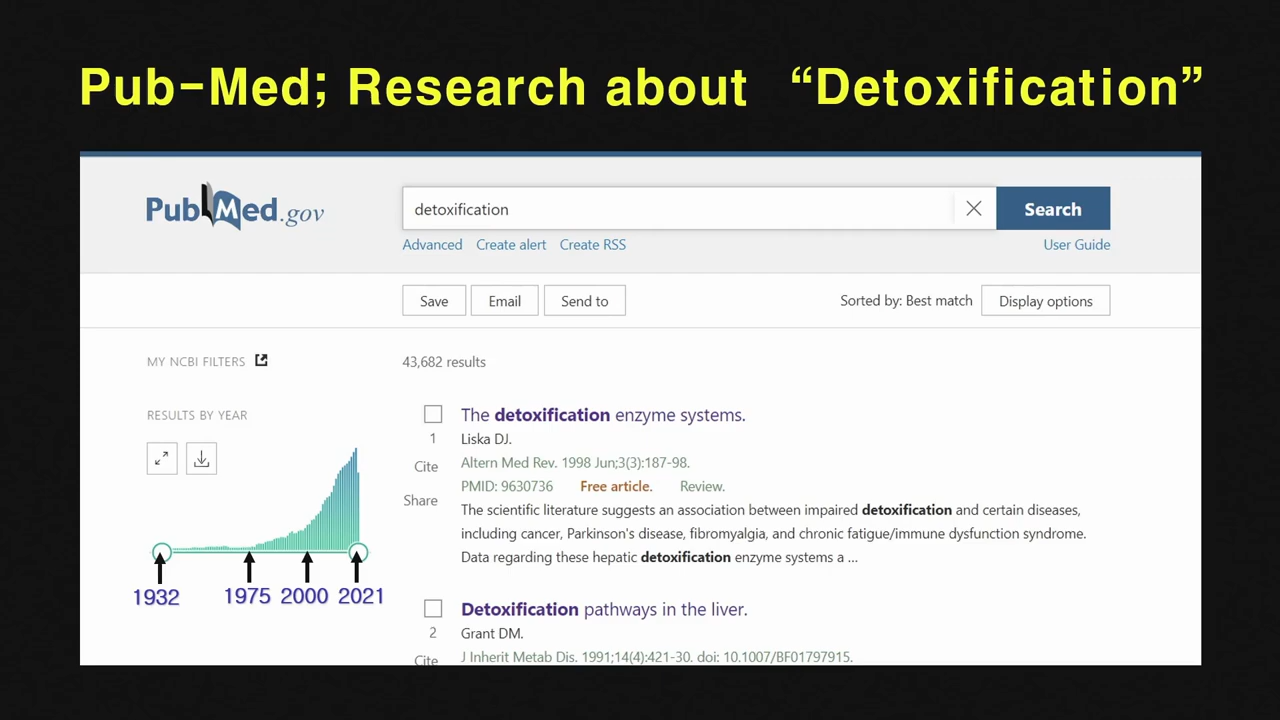 Pub-Med; Research about “Detoxification”
PubMed.gov
detoxification
Search
Advanced Create alert Create RSS
User Guide
Save Email Send to
Sorted by: Best match Display options
MY NCBI FILTERS
43,682 results
RESULTS BY YEAR
1932 1975 2000 2021
The detoxification enzyme systems.
1
Liska DJ.
Cite
Altern Med Rev. 1998 Jun;3(3):187-98.
PMID: 9630736 Free article. Review.
Share
The scientific literature suggests an association between impaired detoxification and certain diseases,
including cancer, Parkinson's disease, fibromyalgia, and chronic fatigue/immune dysfunction syndrome.
Data regarding these hepatic detoxification enzyme systems a ...
Detoxification pathways in the liver.
2
Grant DM.
Cite
J Inherit Metab Dis. 1991;14(4):421-30. doi: 10.1007/BF01797915.